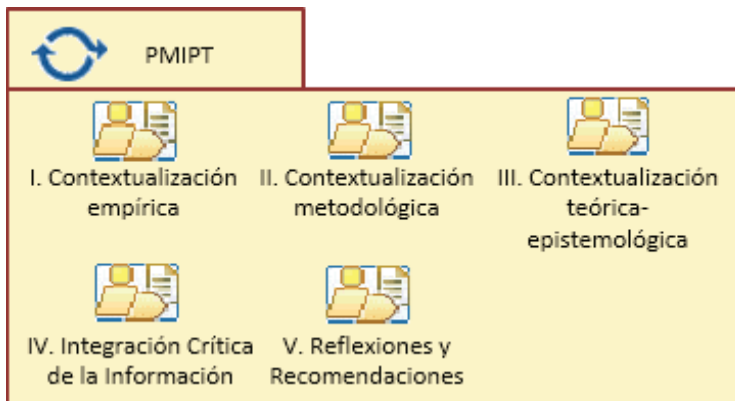 PMIPT
I. Contextualización
empírica
II. Contextualización
metodológica
III. Contextualización
teórica-
epistemológica
IV. Integración Crítica
de la Información
V. Reflexiones y
Recomendaciones